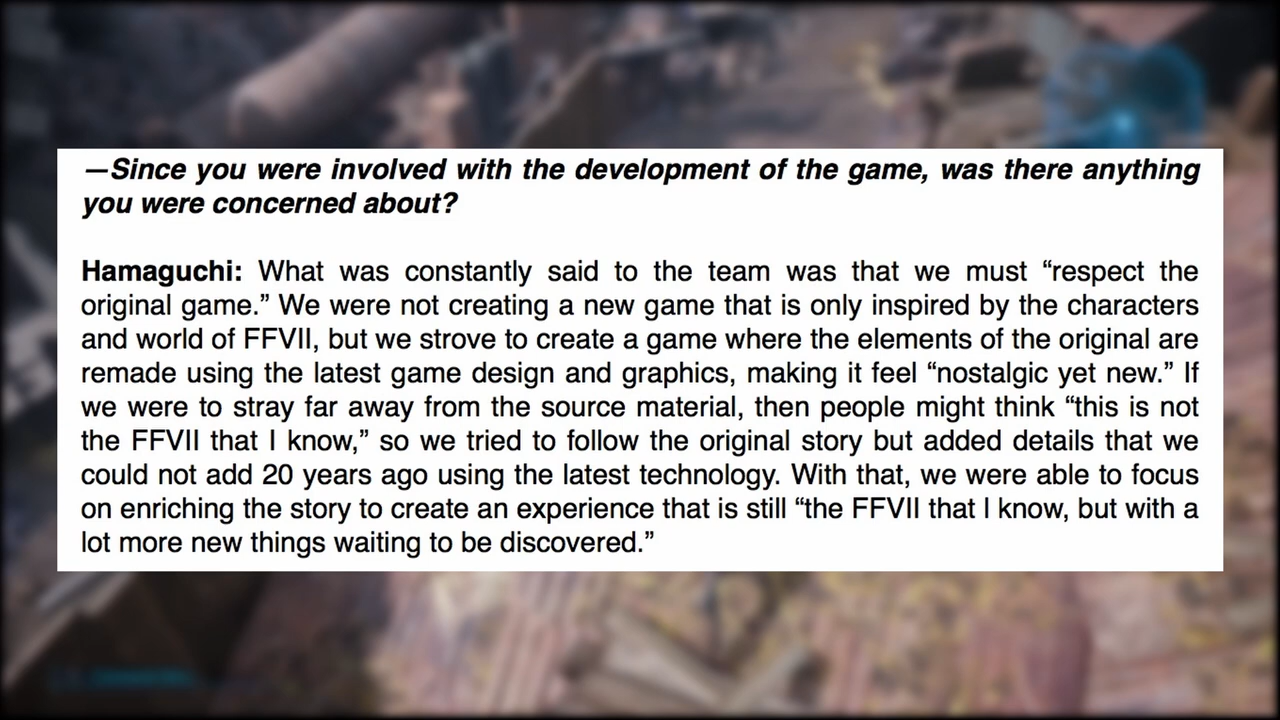 —Since you were involved with the development of the game, was there anything
you were concerned about?
Hamaguchi: What was constantly said to the team was that we must “respect the
original game.” We were not creating a new game that is only inspired by the characters
and world of FFVII, but we strove to create a game where the elements of the original are
remade using the latest game design and graphics, making it feel “nostalgic yet new.” If
we were to stray far away from the source material, then people might think “this is not
the FFVII that I know,” so we tried to follow the original story but added details that we
could not add 20 years ago using the latest technology. With that, we were able to focus
on enriching the story to create an experience that is still “the FFVII that I know, but with a
lot more new things waiting to be discovered.”